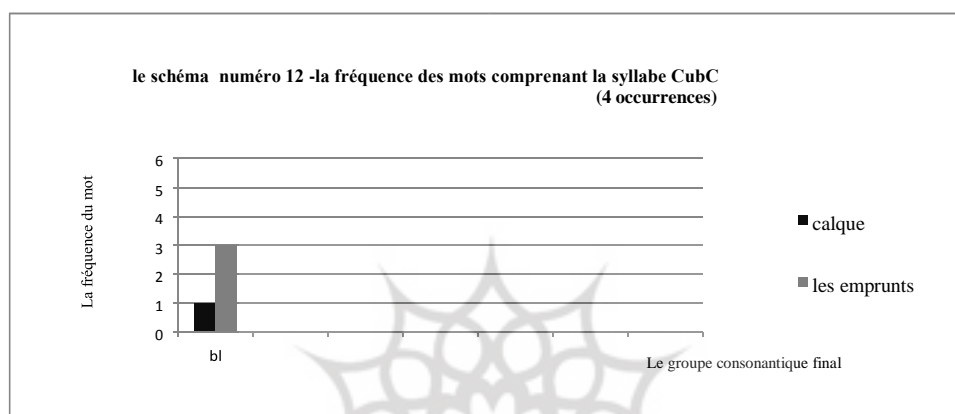 le schéma numéro 12 -la fréquence des mots comprenant la syllabe CubC
(4 occurrences)
La fréquence du mot
6
5
4
3
2
1
0
bl
calque
les emprunts
Le groupe consonantique final